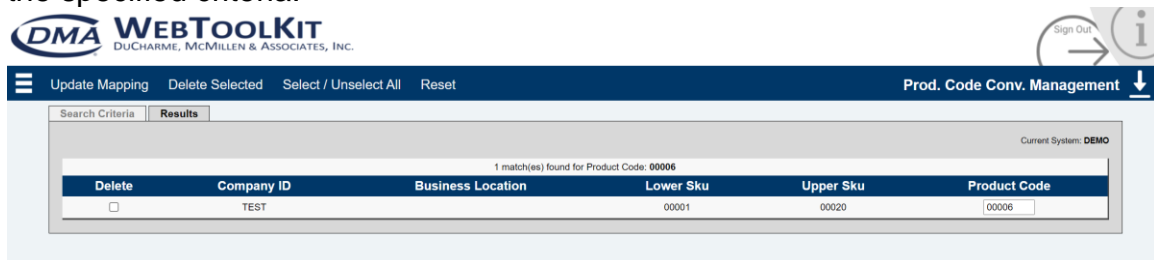 the specified criteria.
DMA WEBTOOLKIT
DUCHARME, MCMILLEN & ASSOCIATES, INC.
Sign Out
i
Update Mapping Delete Selected Select / Unselect All Reset Prod. Code Conv. Management
Search Criteria Results
Current System: DEMO
1 match(es) found for Product Code: 00006
Delete Company ID Business Location Lower Sku Upper Sku Product Code
TEST 00001 00020 00006